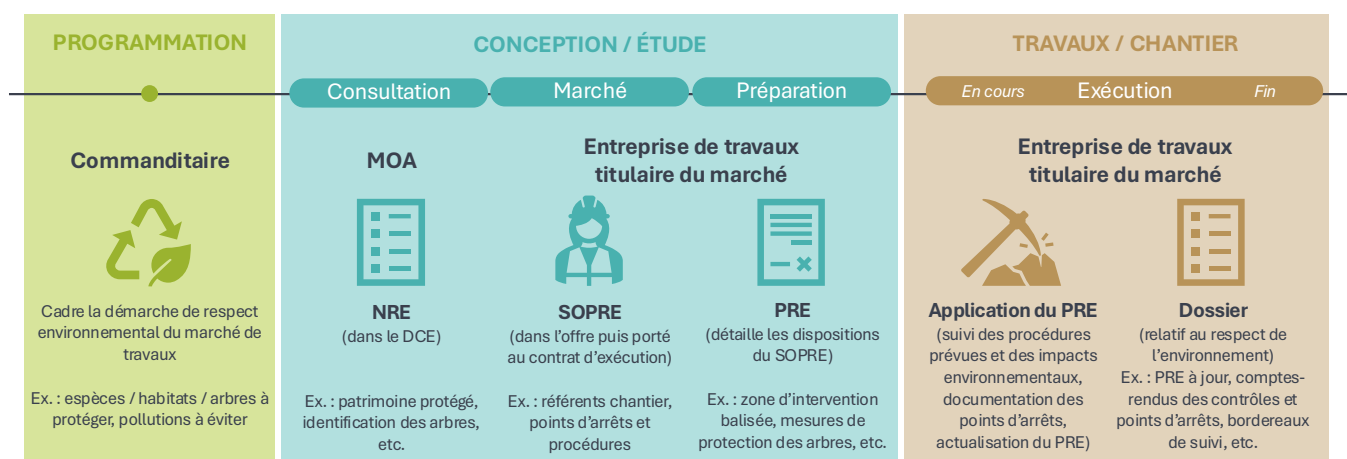 PROGRAMMATION
CONCEPTION / ÉTUDE
TRAVAUX / CHANTIER
Consultation
Marché
Préparation
En cours
Exécution
Fin
Commanditaire
Cadre la démarche de respect
environnemental du marché de
travaux
Ex. : espèces / habitats / arbres à
protéger, pollutions à éviter
MOA
NRE
(dans le DCE)
Ex. : patrimoine protégé,
identification des arbres,
etc.
Entreprise de travaux
titulaire du marché
SOPRE
(dans l’offre puis porté
au contrat d’exécution)
Ex. : référents chantier,
points d’arrêts et
procédures
PRE
(détaille les dispositions
du SOPRE)
Ex. : zone d’intervention
balisée, mesures de
protection des arbres, etc.
Entreprise de travaux
titulaire du marché
Application du PRE
(suivi des procédures
prévues et des impacts
environnementaux,
documentation des
points d’arrêts,
actualisation du PRE)
Dossier
(relatif au respect de
l’environnement)
Ex. : PRE à jour, comptes-
rendus des contrôles et
points d’arrêts, bordereaux
de suivi, etc.